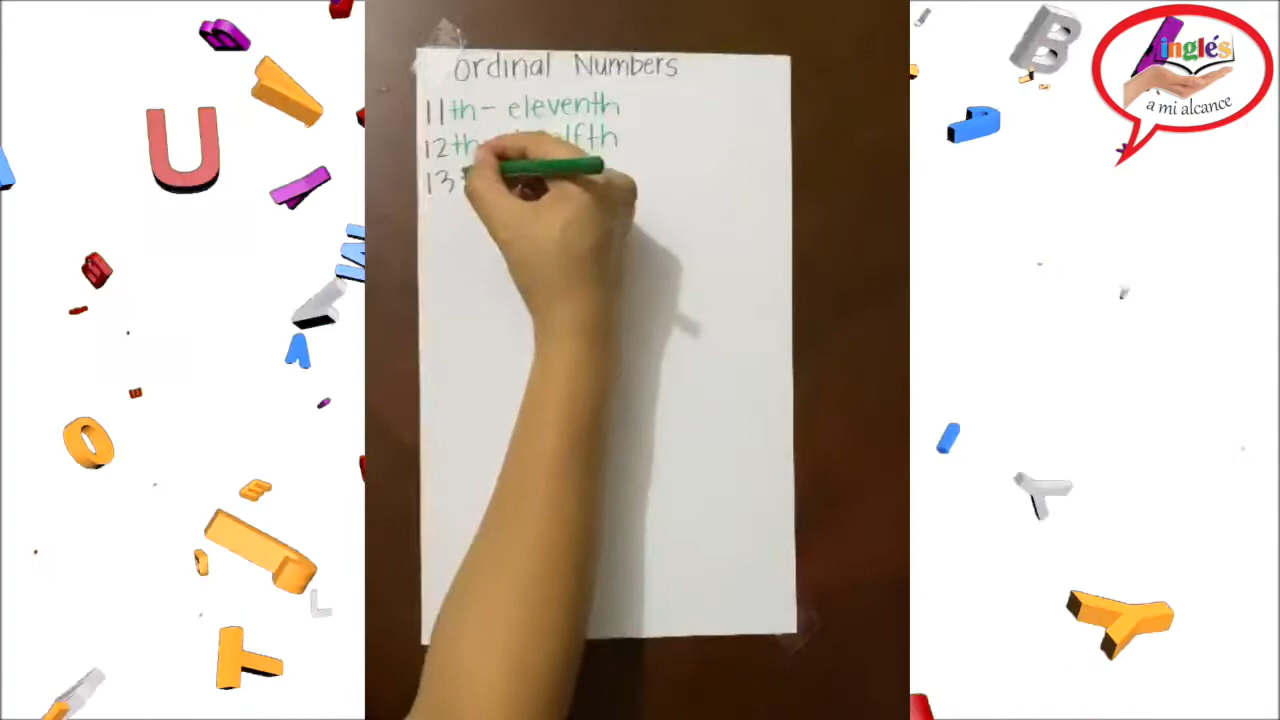 Ordinal Numbers
11th - eleventh
12th
13
inglés
a mi alcance